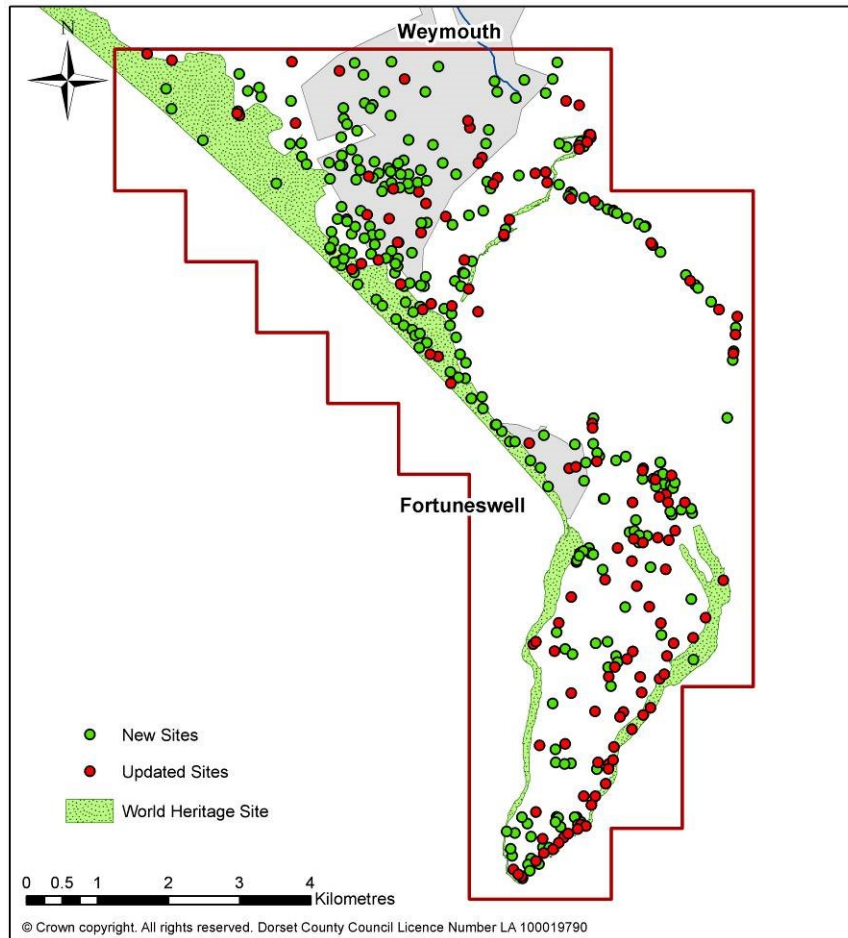 Weymouth
N
Fortuneswell
New Sites
Updated Sites
World Heritage Site
0 0.5 1 2 3 4
Kilometres
© Crown copyright. All rights reserved. Dorset County Council Licence Number LA 100019790